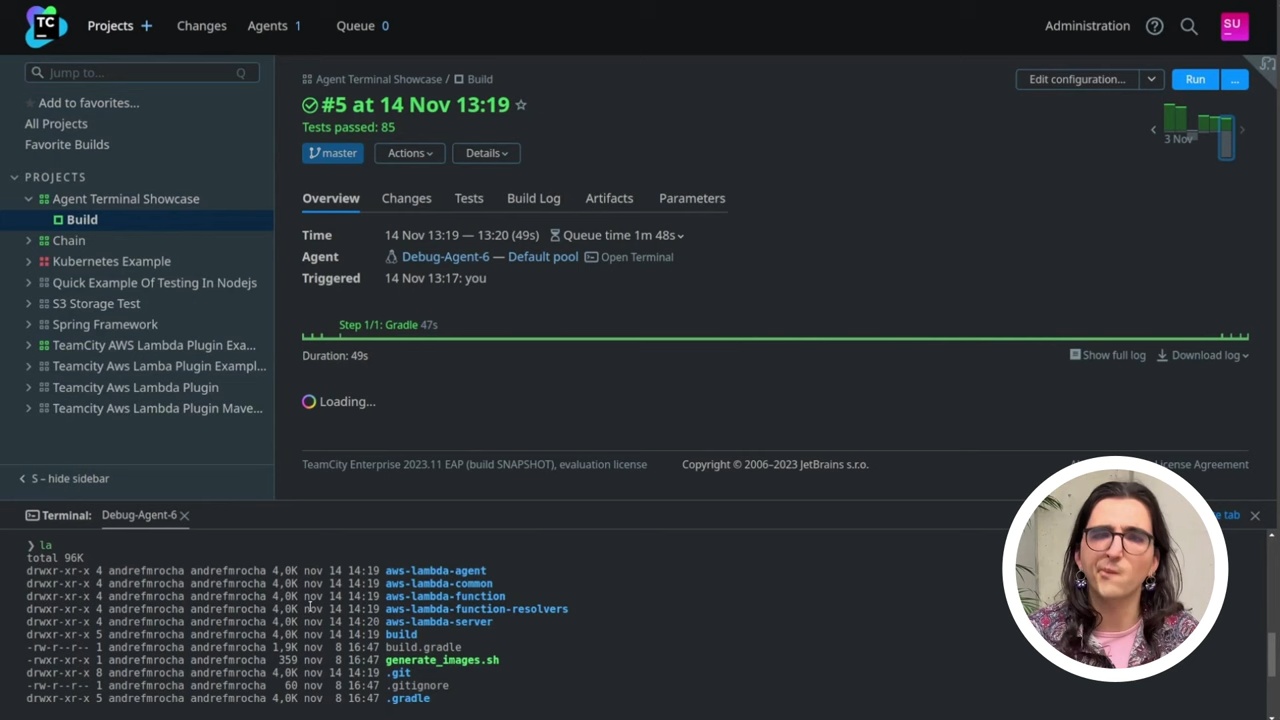 TC
Projects +
Changes
Agents 1
Queue 0
Administration
SU
Jump to...
Q
Add to favorites...
All Projects
Favorite Builds
PROJECTS
Agent Terminal Showcase
Build
Chain
Kubernetes Example
Quick Example Of Testing In Nodejs
S3 Storage Test
Spring Framework
TeamCity AWS Lambda Plugin Exa...
Teamcity Aws Lamba Plugin Exampl...
Teamcity Aws Lambda Plugin
Teamcity Aws Lambda Plugin Mave...
S – hide sidebar
Agent Terminal Showcase / Build
Edit configuration...
Run
...
#5 at 14 Nov 13:19
Tests passed: 85
3 Nov
master
Actions
Details
Overview
Changes
Tests
Build Log
Artifacts
Parameters
Time 14 Nov 13:19 — 13:20 (49s) Queue time 1m 48s
Agent Debug-Agent-6 — Default pool Open Terminal
Triggered 14 Nov 13:17: you
Step 1/1: Gradle 47s
Duration: 49s
Show full log
Download log
Loading...
TeamCity Enterprise 2023.11 EAP (build SNAPSHOT), evaluation license
Copyright © 2006–2023 JetBrains s.r.o.
License Agreement
Terminal: Debug-Agent-6
tab
❯ la
total 96K
drwxr-xr-x 4 andrefmrocha andrefmrocha 4,0K nov 14 14:19 aws-lambda-agent
drwxr-xr-x 4 andrefmrocha andrefmrocha 4,0K nov 14 14:19 aws-lambda-common
drwxr-xr-x 4 andrefmrocha andrefmrocha 4,0K nov 14 14:19 aws-lambda-function
drwxr-xr-x 4 andrefmrocha andrefmrocha 4,0K nov 14 14:19 aws-lambda-function-resolvers
drwxr-xr-x 4 andrefmrocha andrefmrocha 4,0K nov 14 14:20 aws-lambda-server
drwxr-xr-x 5 andrefmrocha andrefmrocha 4,0K nov 14 14:19 build
-rw-r--r-- 1 andrefmrocha andrefmrocha 1,9K nov 8 16:47 build.gradle
-rwxr-xr-x 1 andrefmrocha andrefmrocha 359 nov 8 16:47 generate_images.sh
drwxr-xr-x 8 andrefmrocha andrefmrocha 4,0K nov 14 14:19 .git
-rw-r--r-- 1 andrefmrocha andrefmrocha 60 nov 8 16:47 .gitignore
drwxr-xr-x 5 andrefmrocha andrefmrocha 4,0K nov 8 16:47 .gradle